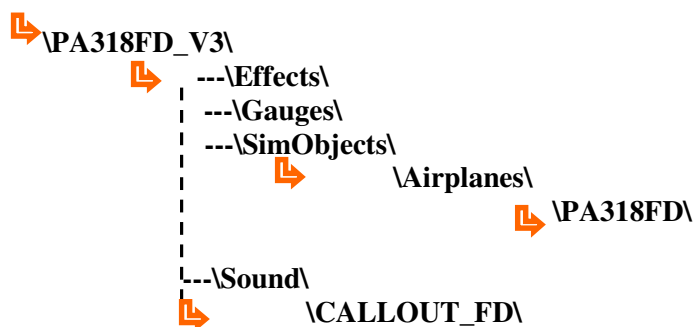 \PA318FD_V3\
---\Effects\
---\Gauges\
---\SimObjects\
\Airplanes\
\PA318FD\
---\Sound\
\CALLOUT_FD\